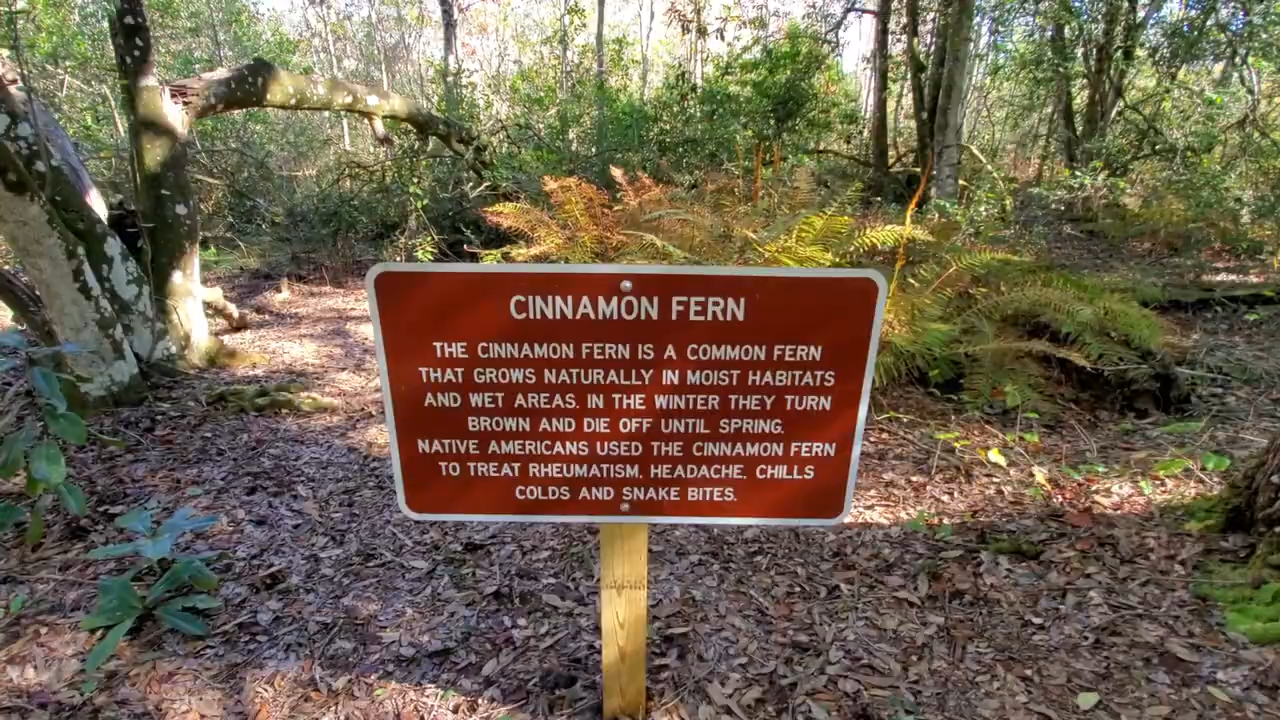 CINNAMON FERN
THE CINNAMON FERN IS A COMMON FERN
THAT GROWS NATURALLY IN MOIST HABITATS
AND WET AREAS. IN THE WINTER THEY TURN
BROWN AND DIE OFF UNTIL SPRING.
NATIVE AMERICANS USED THE CINNAMON FERN
TO TREAT RHEUMATISM, HEADACHE, CHILLS
COLDS AND SNAKE BITES.